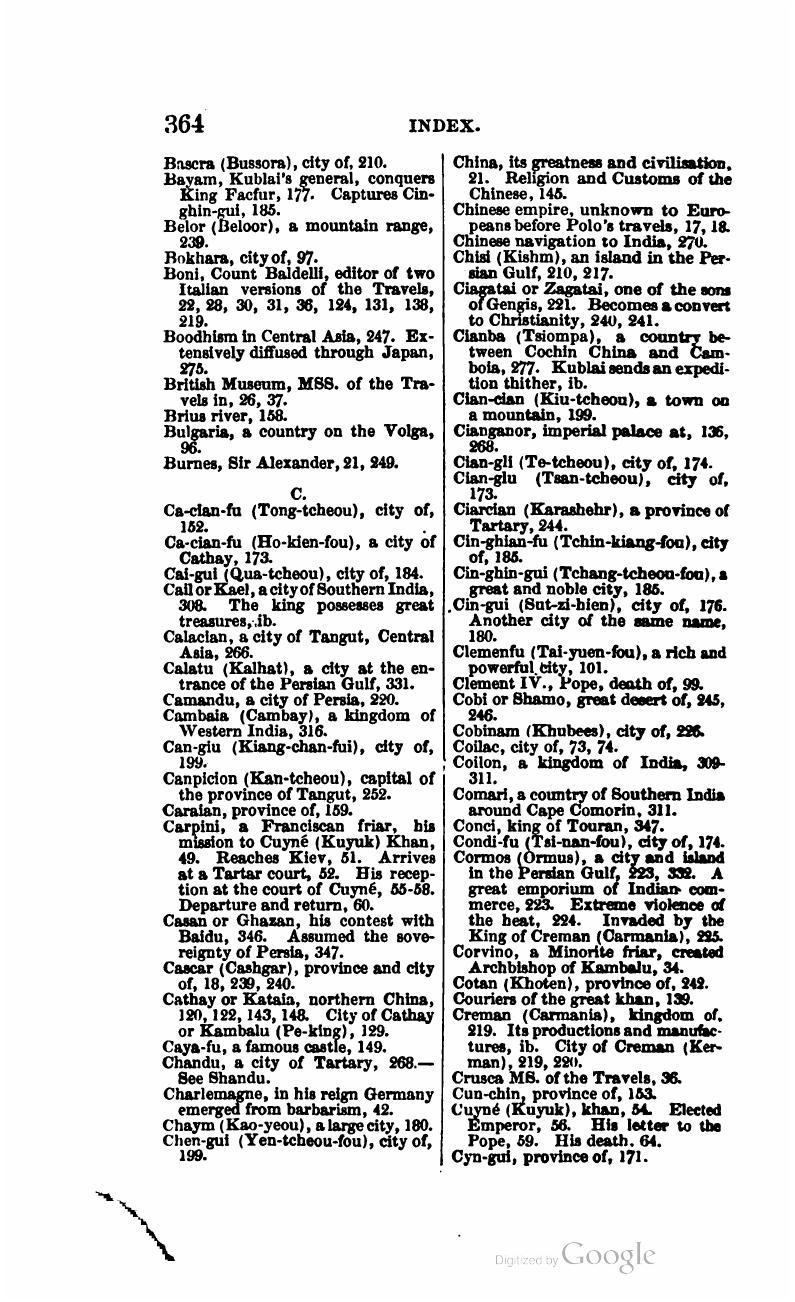 364
INDEX.
Bascra (Bussora), city of, 210.
Bayam, Kublai's general, conquers
King Facfur, 177. Captures Cin-
ghin-gui, 185.
Belor (Beloor), a mountain range,
239.
Bokhara, city of, 97.
Boni, Count Baldelli, editor of two
Italian versions of the Travels,
22, 28, 30, 31, 36, 124, 131, 138,
219.
Boodhism in Central Asia, 247. Ex-
tensively diffused through Japan,
275.
British Museum, MSS. of the Tra-
vels in, 26, 37.
Brius river, 158.
Bulgaria, a country on the Volga,
96.
Burnes, Sir Alexander, 21, 249.
C.
Ca-cian-fu (Tong-tcheou), city of,
152.
Ca-cian-fu (Ho-kien-fou), a city of
Cathay, 173.
Cai-gui (Qua-tcheou), city of, 184.
Cail or Kael, a city of Southern India,
308. The king possesses great
treasures, ib.
Calacian, a city of Tangut, Central
Asia, 266.
Calatu (Kalhat), a city at the en-
trance of the Persian Gulf, 331.
Camandu, a city of Persia, 220.
Cambaia (Cambay), a kingdom of
Western India, 316.
Can-giu (Kiang-chan-fui), city of,
199.
Canpicion (Kan-tcheou), capital of
the province of Tangut, 252.
Caraian, province of, 159.
Carpini, a Franciscan friar, his
mission to Cuyné (Kuyuk) Khan,
49. Reaches Kiev, 51. Arrives
at a Tartar court, 52. His recep-
tion at the court of Cuyné, 55-58.
Departure and return, 60.
Casan or Ghazan, his contest with
Baidu, 346. Assumed the sove-
reignty of Persia, 347.
Cascar (Cashgar), province and city
of, 18, 239, 240.
Cathay or Kataia, northern China,
120, 122, 143, 148. City of Cathay
or Kambalu (Pe-king), 129.
Caya-fu, a famous castle, 149.
Chandu, a city of Tartary, 268.—
See Shandu.
Charlemagne, in his reign Germany
emerged from barbarism, 42.
Chaym (Kao-yeou), a large city, 180.
Chen-gui (Yen-tcheou-fou), city of,
199.
China, its greatness and civilisation,
21. Religion and Customs of the
Chinese, 145.
Chinese empire, unknown to Euro-
peans before Polo's travels, 17, 18.
Chinese navigation to India, 270.
Chisi (Kishm), an island in the Per-
sian Gulf, 210, 217.
Ciagatai or Zagatai, one of the sons
of Gengis, 221. Becomes a convert
to Christianity, 240, 241.
Cianba (Tsiompa), a country be-
tween Cochin China and Cam-
boia, 277. Kublai sends an expedi-
tion thither, ib.
Cian-cian (Kiu-tcheou), a town on
a mountain, 199.
Cianganor, imperial palace at, 136,
268.
Cian-gli (Te-tcheou), city of, 174.
Cian-glu (Tsan-tcheou), city of,
173.
Ciarcian (Karashehr), a province of
Tartary, 244.
Cin-ghian-fu (Tchin-kiang-fou), city
of, 185.
Cin-ghin-gui (Tchang-tcheou-fou), a
great and noble city, 185.
Cin-gui (Sut-zi-hien), city of, 176.
Another city of the same name,
180.
Clemenfu (Tai-yuen-fou), a rich and
powerful city, 101.
Clement IV., Pope, death of, 99.
Cobi or Shamo, great desert of, 245,
246.
Cobinam (Khubees), city of, 226.
Coilac, city of, 73, 74.
Coilon, a kingdom of India, 309-
311.
Comari, a country of Southern India
around Cape Comorin, 311.
Conci, king of Touran, 347.
Condi-fu (Tsi-nan-fou), city of, 174.
Cormos (Ormus), a city and island
in the Persian Gulf, 223, 332. A
great emporium of Indian com-
merce, 223. Extreme violence of
the heat, 224. Invaded by the
King of Creman (Carmania), 225.
Corvino, a Minorite friar, created
Archbishop of Kambalu, 34.
Cotan (Khoten), province of, 242.
Couriers of the great khan, 139.
Creman (Carmania), kingdom of,
219. Its productions and manufac-
tures, ib. City of Creman (Ker-
man), 219, 220.
Crusca MS. of the Travels, 36.
Cun-chin, province of, 153.
Cuyné (Kuyuk), khan, 54. Elected
Emperor, 56. His letter to the
Pope, 59. His death, 64.
Cyn-gui, province of, 171.
Digitized by Google